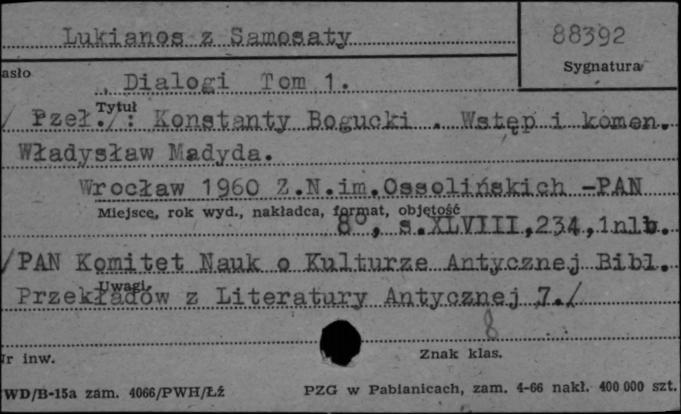 Lukianos z Samosaty
88392
asło
Sygnatura
Dialogi Tom 1.
Tytuł
/ Przeł./: Konstanty Bogucki . Wstęp i komen.
Władysław Madyda.
Wrocław 1960 Z.N.im.Ossolińskich -PAN
Miejsce, rok wyd., nakładca, format, objętość
8°, s.XLVIII,234,1nlb.
/PAN Komitet Nauk o Kulturze Antycznej Bibl.
Uwagi
Przekładów z Literatury Antycznej 7./
8
Nr inw.
Znak klas.
WD/B-15a zam. 4066/PWH/Łź
PZG w Pabianicach, zam. 4-66 nakł. 400 000 szt.